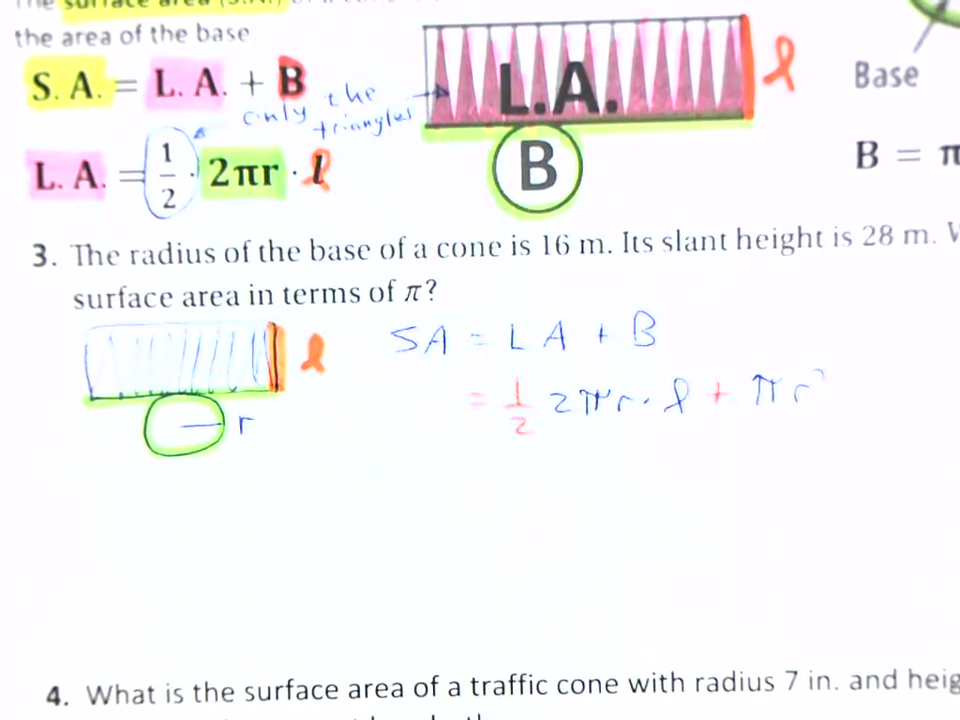 the area of the base
S. A. = L. A. + B
only the triangles
L. A. = 1/2 · 2πr · l
L.A.
l
B
Base
B = π
3. The radius of the base of a cone is 16 m. Its slant height is 28 m.
surface area in terms of π?
l
r
SA = LA + B
= 1/2 2πr · l + πr²
4. What is the surface area of a traffic cone with radius 7 in. and heig